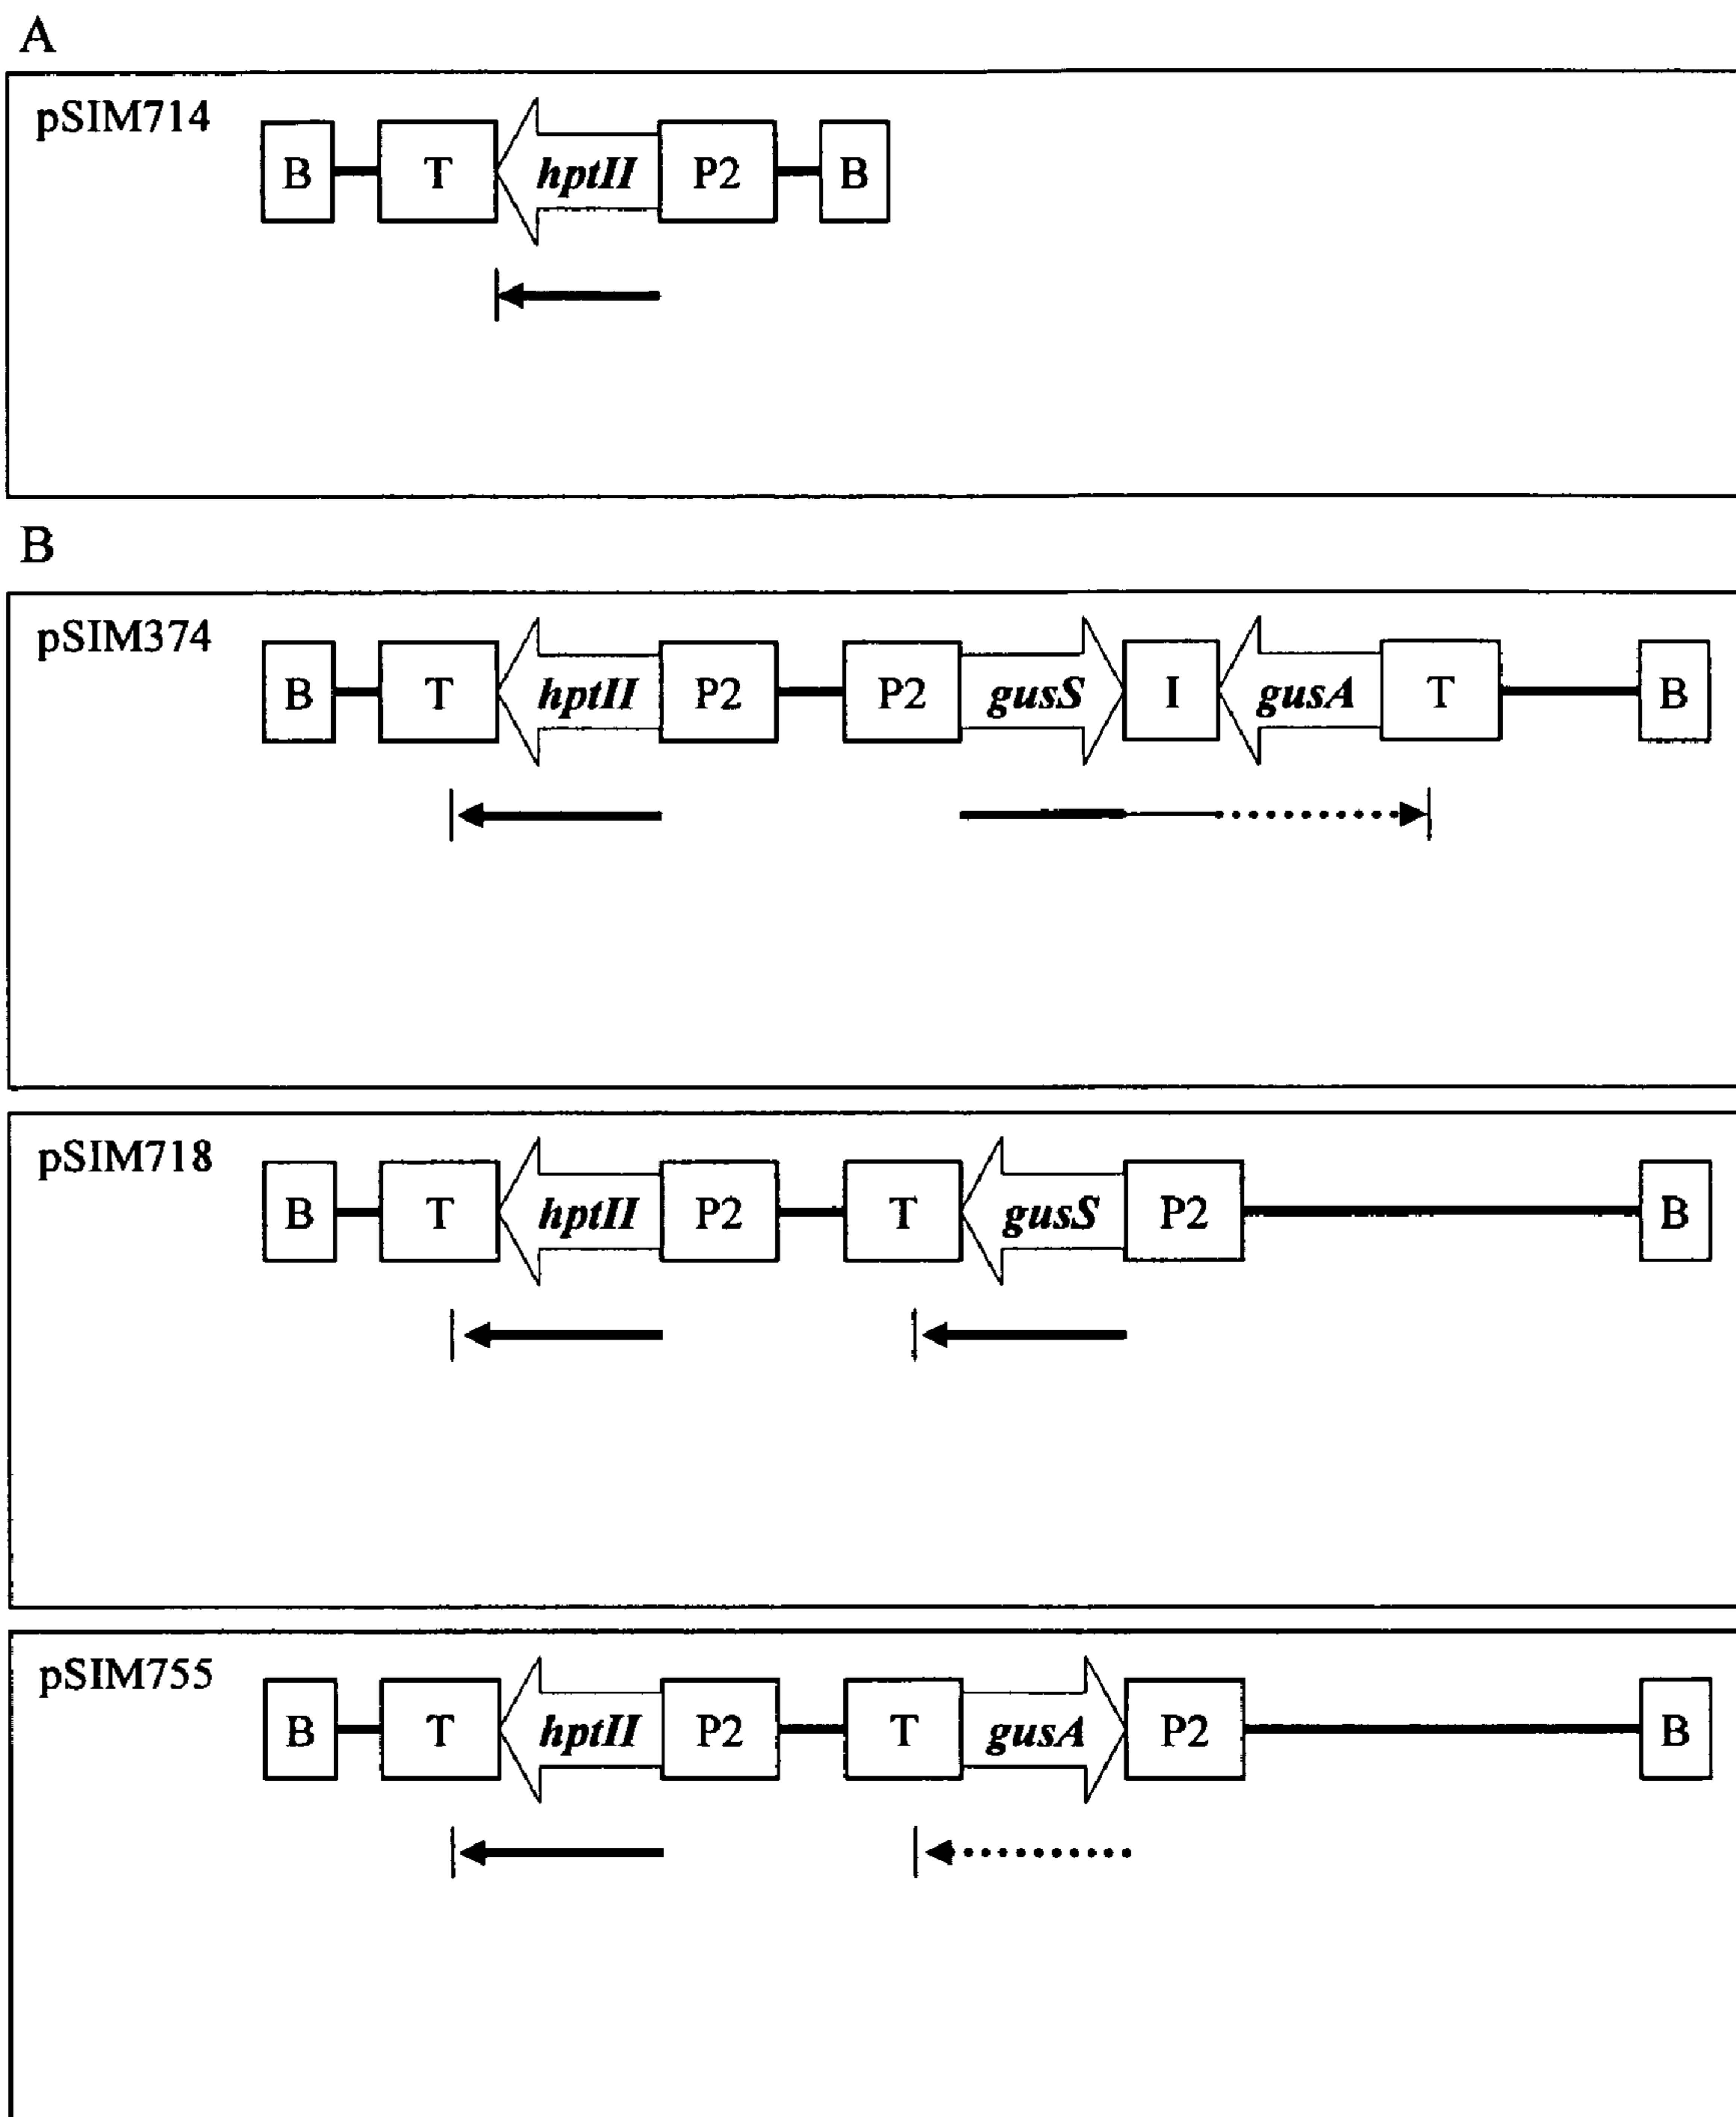 A
pSIM714
B T hptII P2 B
B
pSIM374
B T hptII P2 P2 gusS I gusA T B
pSIM718
B T hptII P2 T gusS P2 B
pSIM755
B T hptII P2 T gusA P2 B